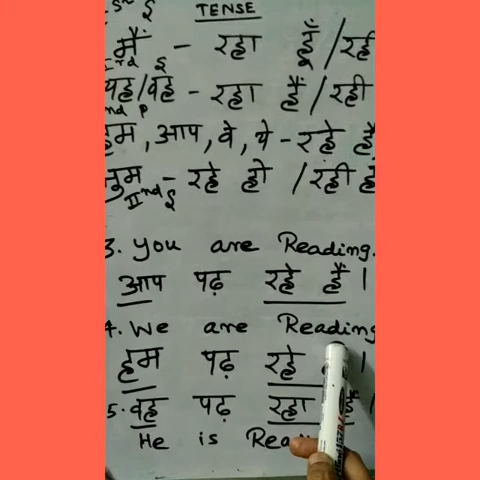 TENSE
मैं - रहा हूँ / रही
यह/वह - रहा हैं / रही
हम, आप, वे, ये - रहे हैं
तुम - रहे हो / रही
IInd S
3. You are Reading.
आप पढ़ रहे हैं |
4. We are Reading
हम पढ़ रहे |
5. वह पढ़ रहा है |
He is